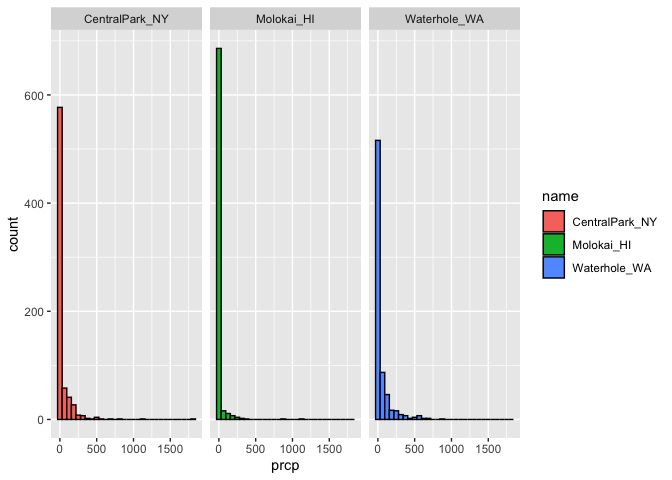 CentralPark_NY Molokai_HI Waterhole_WA
600
400
200
0
count
0 500 1000 1500 0 500 1000 1500 0 500 1000 1500
prcp
name
CentralPark_NY
Molokai_HI
Waterhole_WA